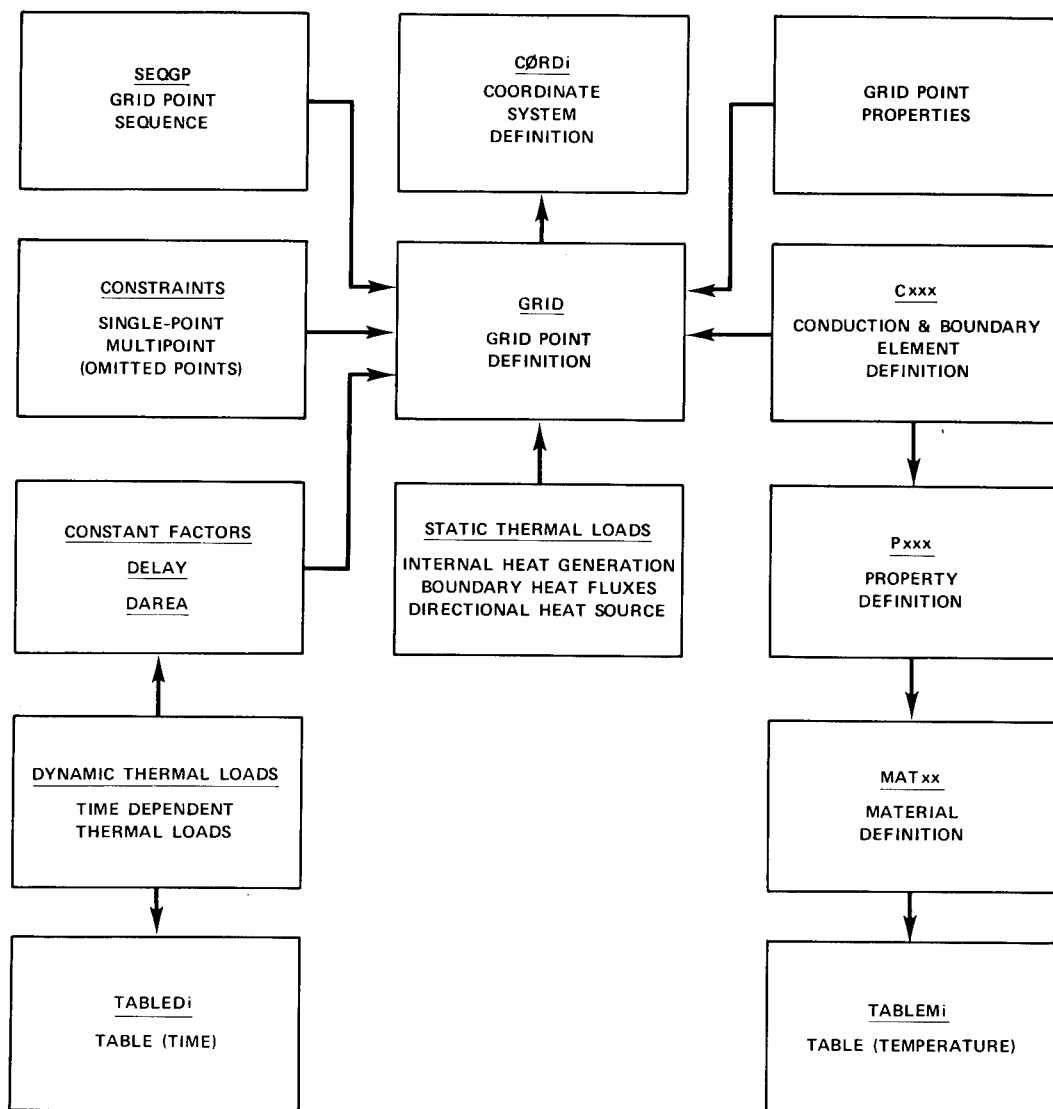 SEQGP
GRID POINT
SEQUENCE
CØRDi
COORDINATE
SYSTEM
DEFINITION
GRID POINT
PROPERTIES
CONSTRAINTS
SINGLE-POINT
MULTIPOINT
(OMITTED POINTS)
GRID
GRID POINT
DEFINITION
Cxxx
CONDUCTION & BOUNDARY
ELEMENT
DEFINITION
CONSTANT FACTORS
DELAY
DAREA
STATIC THERMAL LOADS
INTERNAL HEAT GENERATION
BOUNDARY HEAT FLUXES
DIRECTIONAL HEAT SOURCE
Pxxx
PROPERTY
DEFINITION
DYNAMIC THERMAL LOADS
TIME DEPENDENT
THERMAL LOADS
MATxx
MATERIAL
DEFINITION
TABLEDi
TABLE (TIME)
TABLEMi
TABLE (TEMPERATURE)